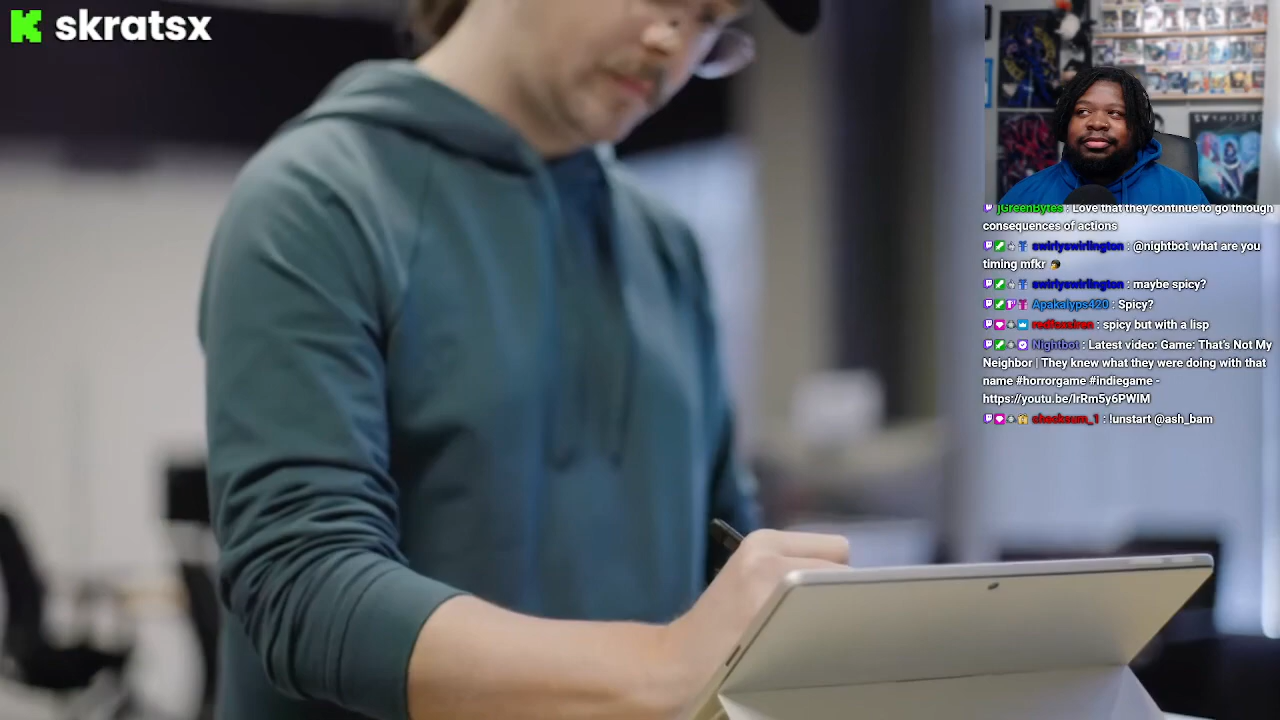 skratsx
jGreenBytes : Love that they continue to go through
consequences of actions
swirlyswirlington : @nightbot what are you
timing mfkr
swirlyswirlington : maybe spicy?
Apakalyps420 : Spicy?
redfoxsiren : spicy but with a lisp
Nightbot : Latest video: Game: That's Not My
Neighbor | They knew what they were doing with that
name #horrorgame #indiegame -
https://youtu.be/IrRm5y6PWIM
checksum_1 : !unstart @ash_bam